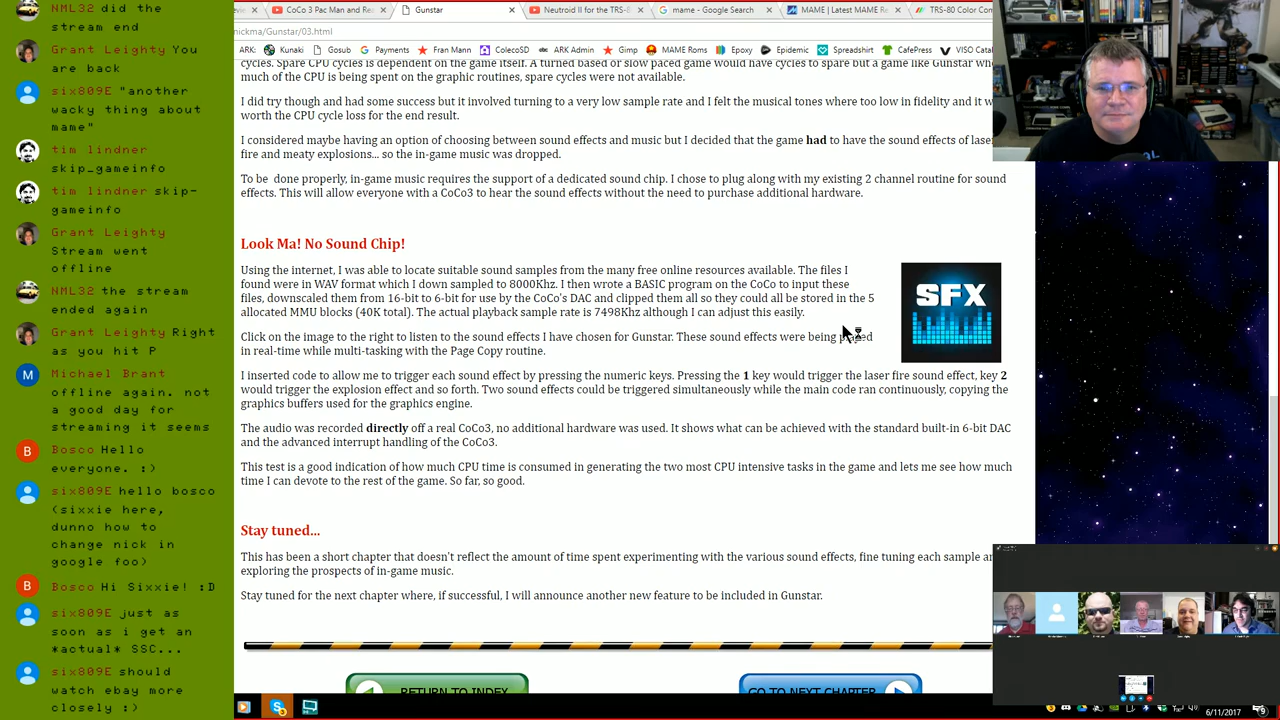 NML32 did the
stream end
Grant Leighty You
are back
six809E "another
wacky thing about
mame"
tim lindner
skip_gameinfo
tim lindner skip-
gameinfo
Grant Leighty
Stream went
offline
NML32 the stream
ended again
Grant Leighty Right
as you hit P
M
Michael Brant
offline again. not
a good day for
streaming it seems
B
Bosco Hello
everyone. :)
six809E hello bosco
(sixxie here,
dunno how to
change nick in
google foo)
B
Bosco Hi Sixxie! :D
six809E just as
soon as i get an
*actual* SSC...
six809E should
watch ebay more
closely :)
CoCo 3 Pac Man and Re
Gunstar
Neutroid II for the TRS-8
mame - Google Search
MAME | Latest MAME Re
TRS-80 Color Con
nickma/Gunstar/03.html
ARK: Kunaki Gosub Payments Fran Mann ColecoSD ARK Admin Gimp MAME Roms Epoxy Epidemic Spreadshirt CafePress VISO Catal
cycles. Spare CPU cycles is dependent on the game itself. A turned based or slow paced game would have cycles to spare but a game like Gunstar wh
much of the CPU is being spent on the graphic routines, spare cycles were not available.
I did try though and had some success but it involved turning to a very low sample rate and I felt the musical tones where too low in fidelity and it w
worth the CPU cycle loss for the end result.
I considered maybe having an option of choosing between sound effects and music but I decided that the game had to have the sound effects of lase
fire and meaty explosions... so the in-game music was dropped.
To be done properly, in-game music requires the support of a dedicated sound chip. I chose to plug along with my existing 2 channel routine for sound
effects. This will allow everyone with a CoCo3 to hear the sound effects without the need to purchase additional hardware.
Look Ma! No Sound Chip!
Using the internet, I was able to locate suitable sound samples from the many free online resources available. The files I
found were in WAV format which I down sampled to 8000Khz. I then wrote a BASIC program on the CoCo to input these
files, downscaled them from 16-bit to 6-bit for use by the CoCo's DAC and clipped them all so they could all be stored in the 5
allocated MMU blocks (40K total). The actual playback sample rate is 7498Khz although I can adjust this easily.
SFX
Click on the image to the right to listen to the sound effects I have chosen for Gunstar. These sound effects were being played
in real-time while multi-tasking with the Page Copy routine.
I inserted code to allow me to trigger each sound effect by pressing the numeric keys. Pressing the 1 key would trigger the laser fire sound effect, key 2
would trigger the explosion effect and so forth. Two sound effects could be triggered simultaneously while the main code ran continuously, copying the
graphics buffers used for the graphics engine.
The audio was recorded directly off a real CoCo3, no additional hardware was used. It shows what can be achieved with the standard built-in 6-bit DAC
and the advanced interrupt handling of the CoCo3.
This test is a good indication of how much CPU time is consumed in generating the two most CPU intensive tasks in the game and lets me see how much
time I can devote to the rest of the game. So far, so good.
Stay tuned...
This has been a short chapter that doesn't reflect the amount of time spent experimenting with the various sound effects, fine tuning each sample an
exploring the prospects of in-game music.
Stay tuned for the next chapter where, if successful, I will announce another new feature to be included in Gunstar.
RETURN TO INDEX
GO TO NEXT CHAPTER
6/11/2017